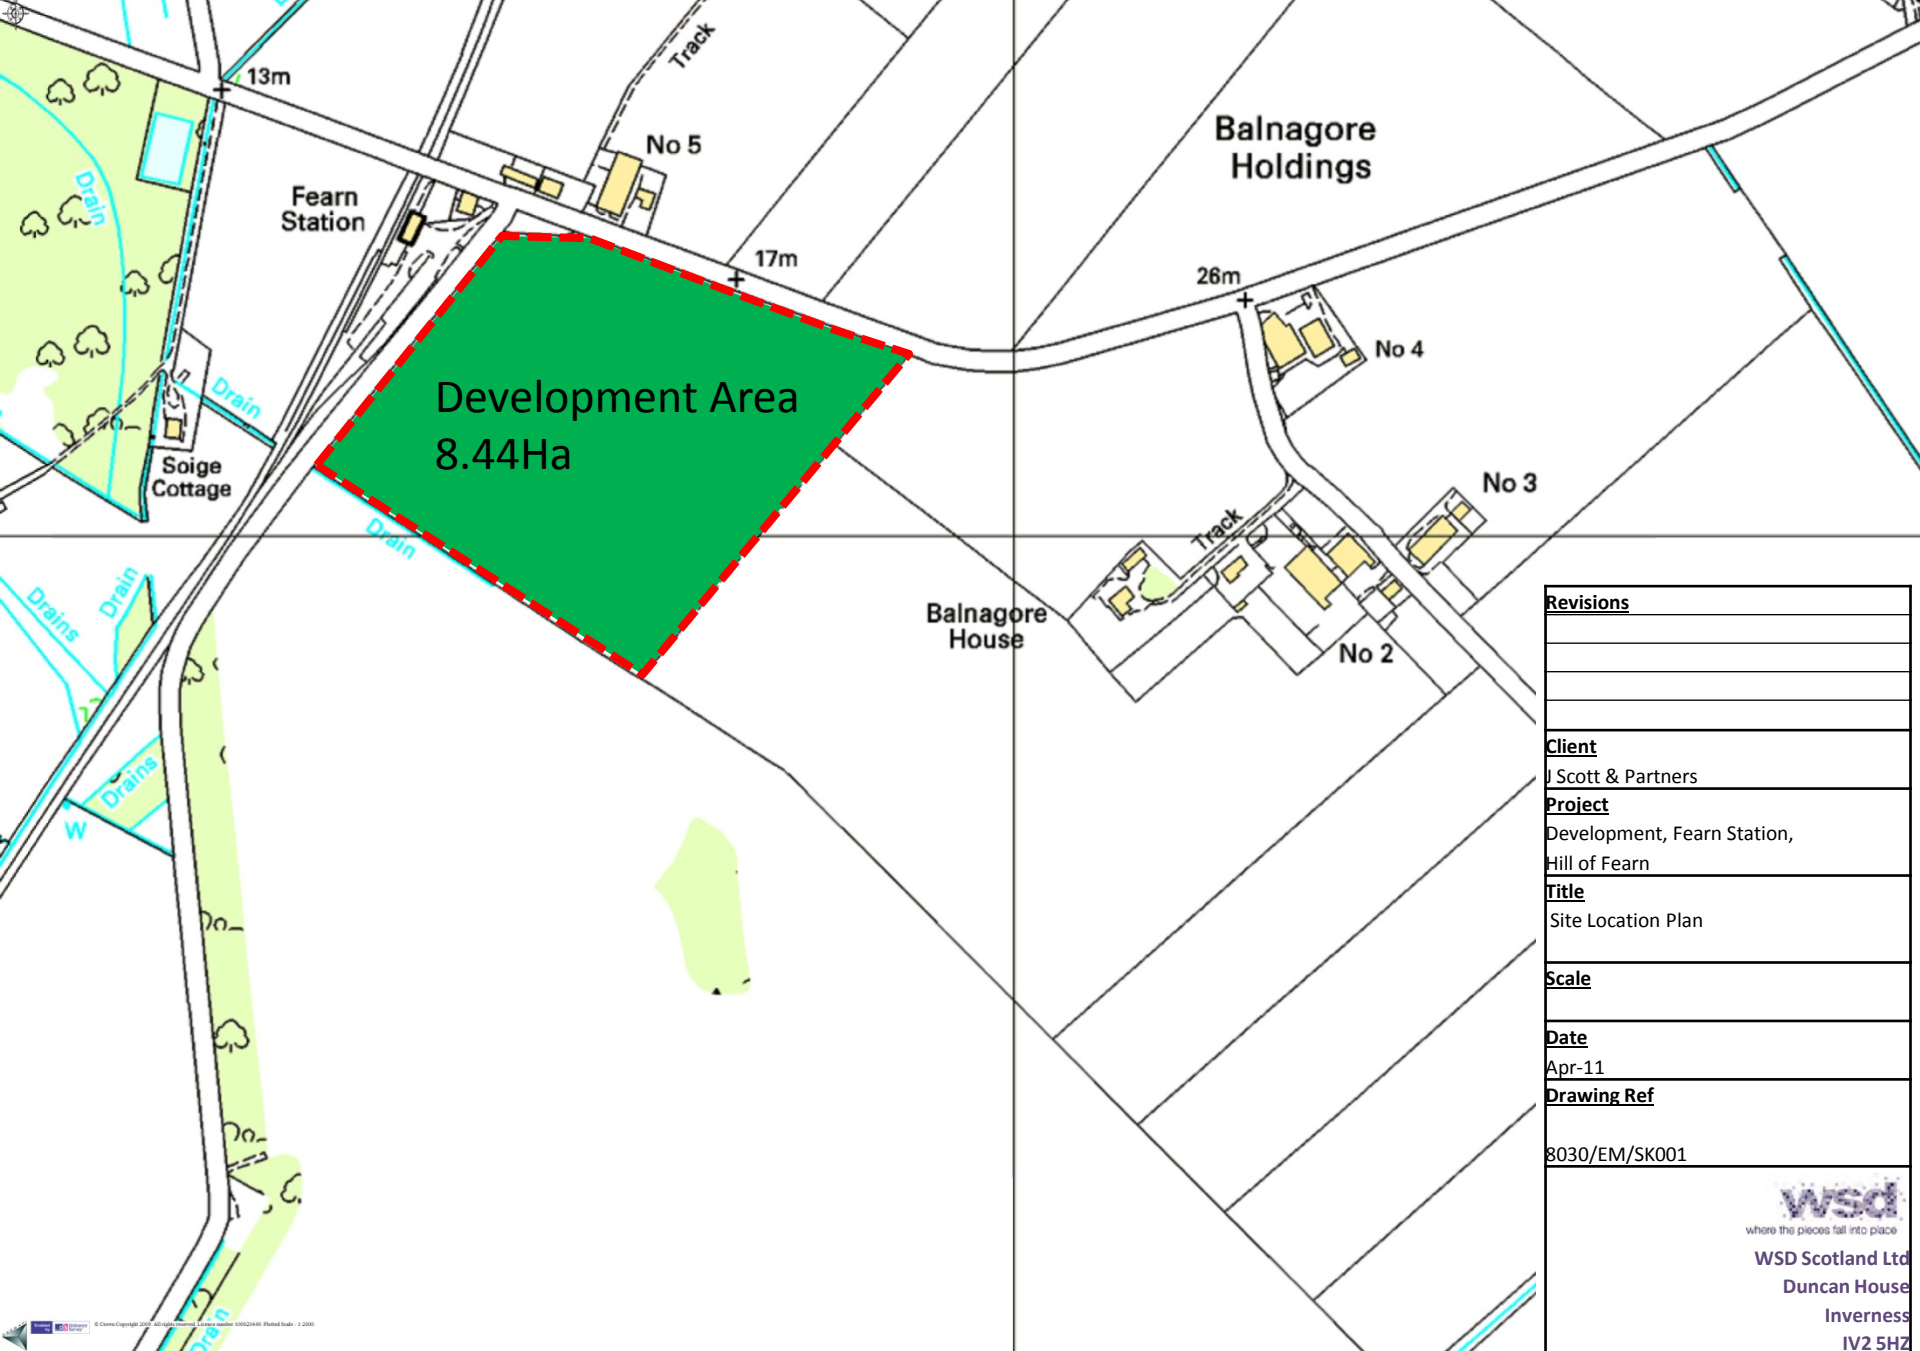 Track
13m
No 5
Balnagore
Holdings
Drain
Fearn
Station
17m
26m
No 4
Development Area
8.44Ha
Drain
Soige
Cottage
No 3
Track
Drain
Drain
Drains
Balnagore
House
No 2
Drains
W
Drain
Revisions
Client
J Scott & Partners
Project
Development, Fearn Station,
Hill of Fearn
Title
Site Location Plan
Scale
Date
Apr-11
Drawing Ref
8030/EM/SK001
wsd
where the pieces fall into place
WSD Scotland Ltd
Duncan House
Inverness
IV2 5HZ